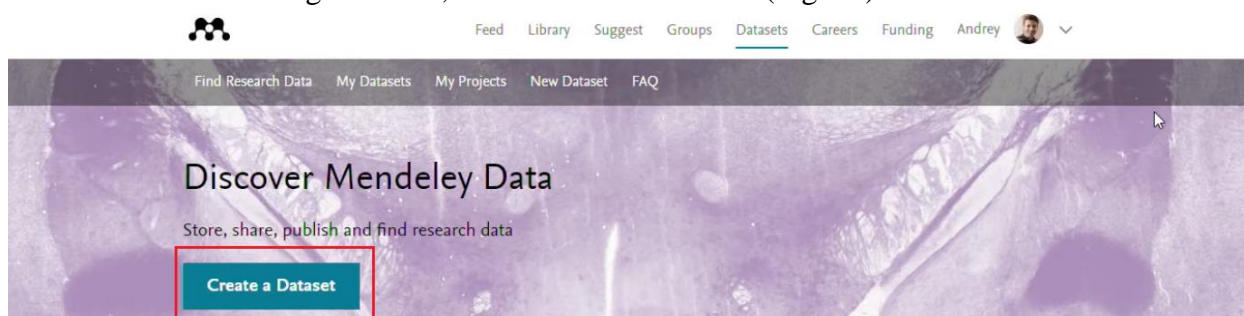 Feed Library Suggest Groups Datasets Careers Funding Andrey
Find Research Data My Datasets My Projects New Dataset FAQ
Discover Mendeley Data
Store, share, publish and find research data
Create a Dataset